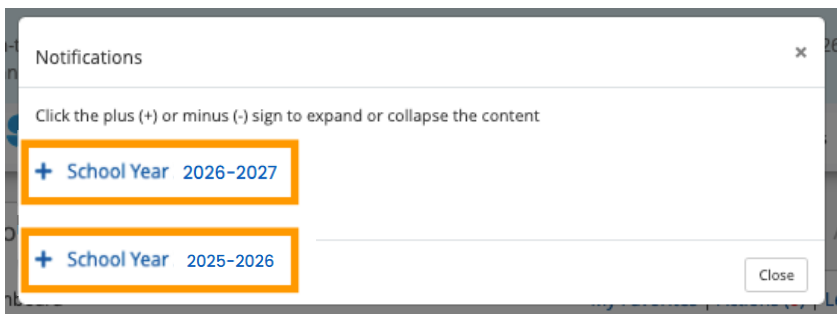 Notifications
×
Click the plus (+) or minus (-) sign to expand or collapse the content
+ School Year 2026-2027
+ School Year 2025-2026
Close